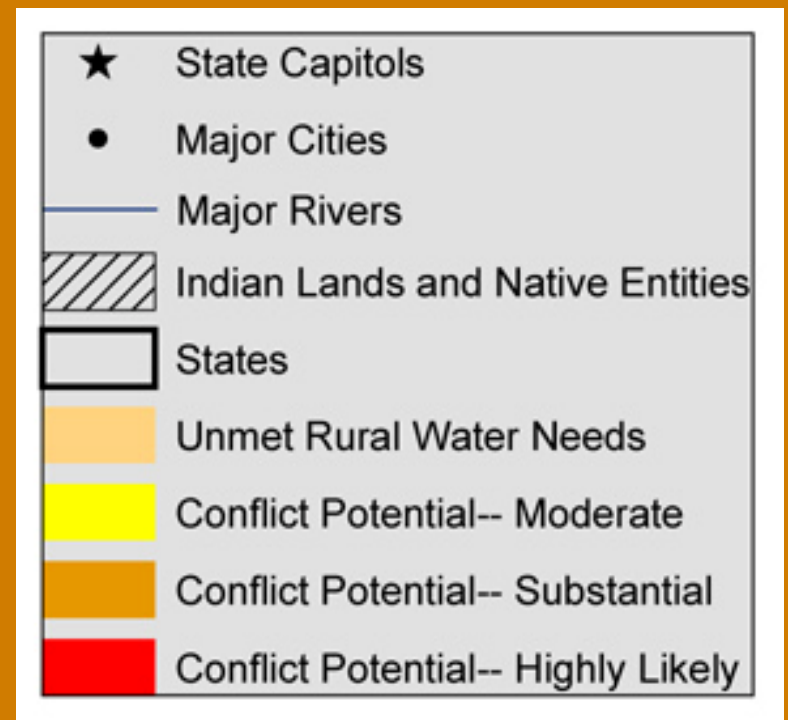 State Capitols
Major Cities
Major Rivers
Indian Lands and Native Entities
States
Unmet Rural Water Needs
Conflict Potential-- Moderate
Conflict Potential-- Substantial
Conflict Potential-- Highly Likely